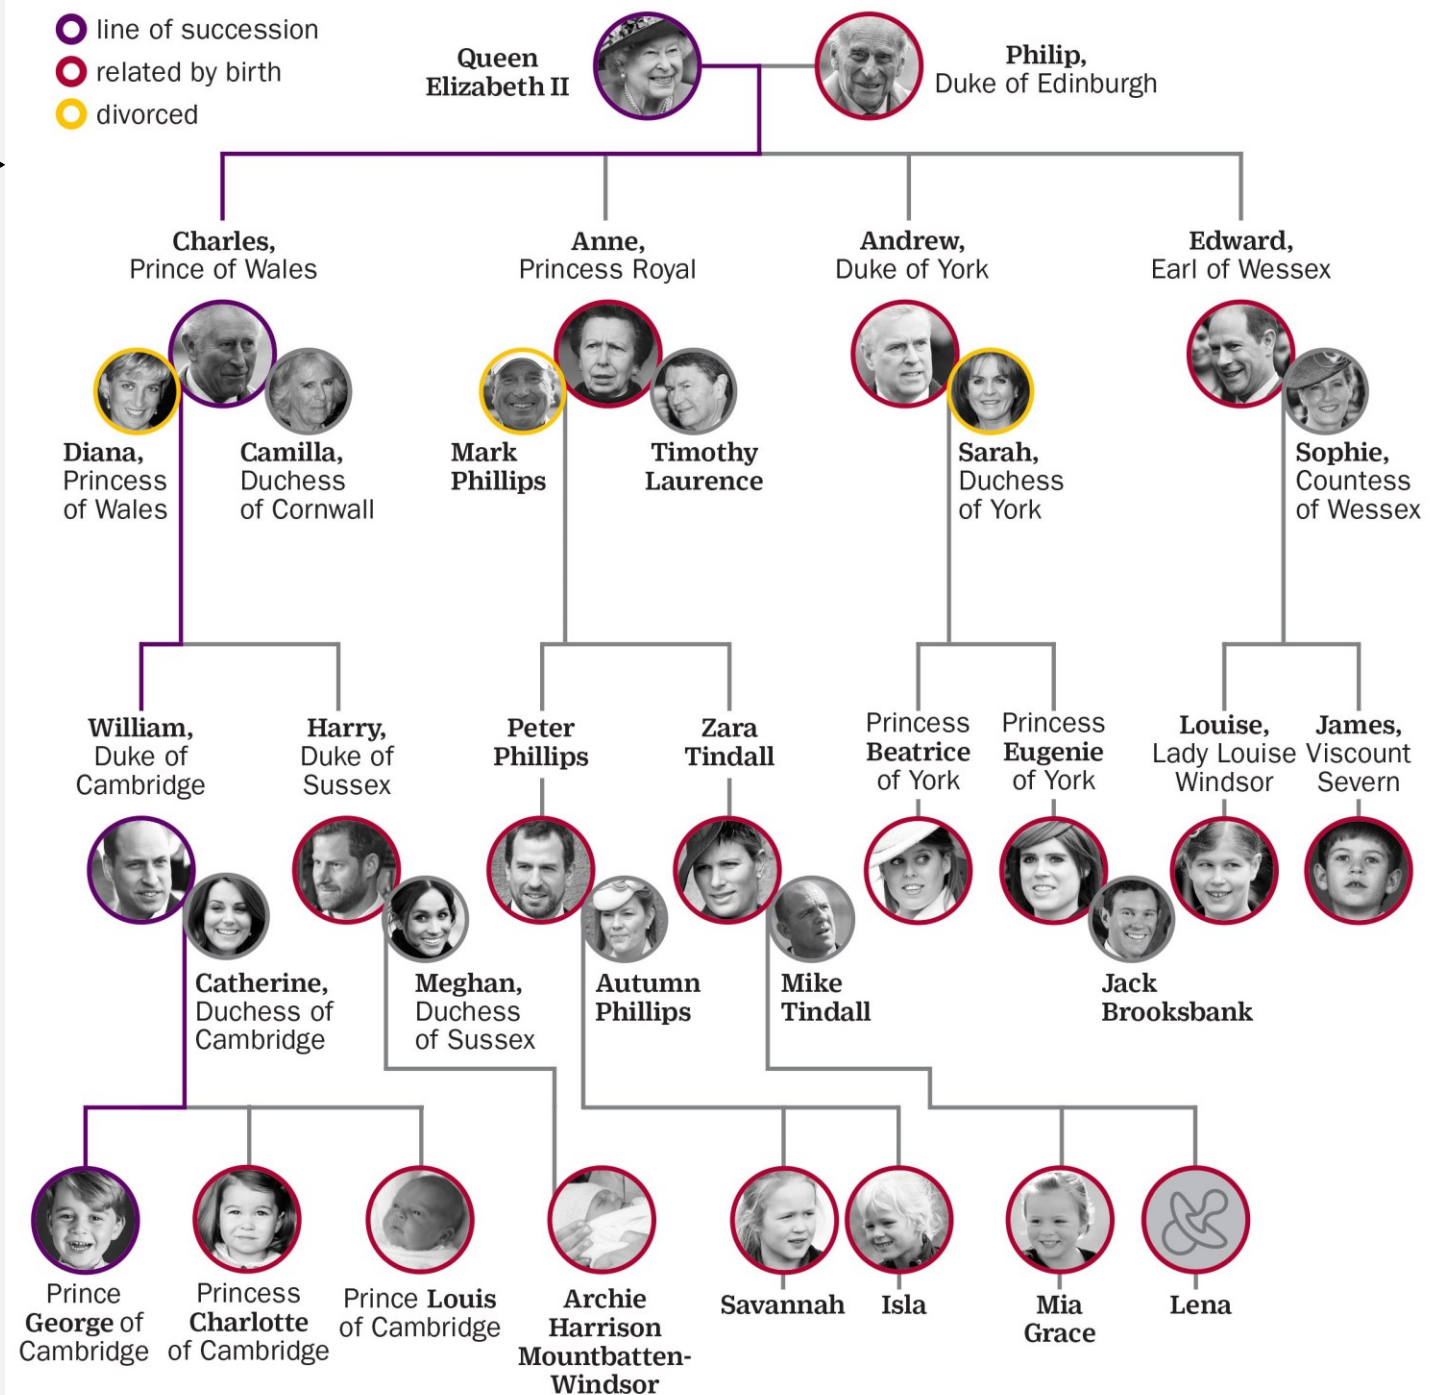 line of succession
related by birth
divorced
Queen
Elizabeth II
Philip,
Duke of Edinburgh
Charles,
Prince of Wales
Anne,
Princess Royal
Andrew,
Duke of York
Edward,
Earl of Wessex
Diana,
Princess
of Wales
Camilla,
Duchess
of Cornwall
Mark
Phillips
Timothy
Laurence
Sarah,
Duchess
of York
Sophie,
Countess
of Wessex
William,
Duke of
Cambridge
Harry,
Duke of
Sussex
Peter
Phillips
Zara
Tindall
Princess
Beatrice
of York
Princess
Eugenie
of York
Louise,
Lady Louise
Windsor
James,
Viscount
Severn
Catherine,
Duchess of
Cambridge
Meghan,
Duchess
of Sussex
Autumn
Phillips
Mike
Tindall
Jack
Brooksbank
Prince
George of
Cambridge
Princess
Charlotte
of Cambridge
Prince Louis
of Cambridge
Archie
Harrison
Mountbatten-
Windsor
Savannah
Isla
Mia
Grace
Lena